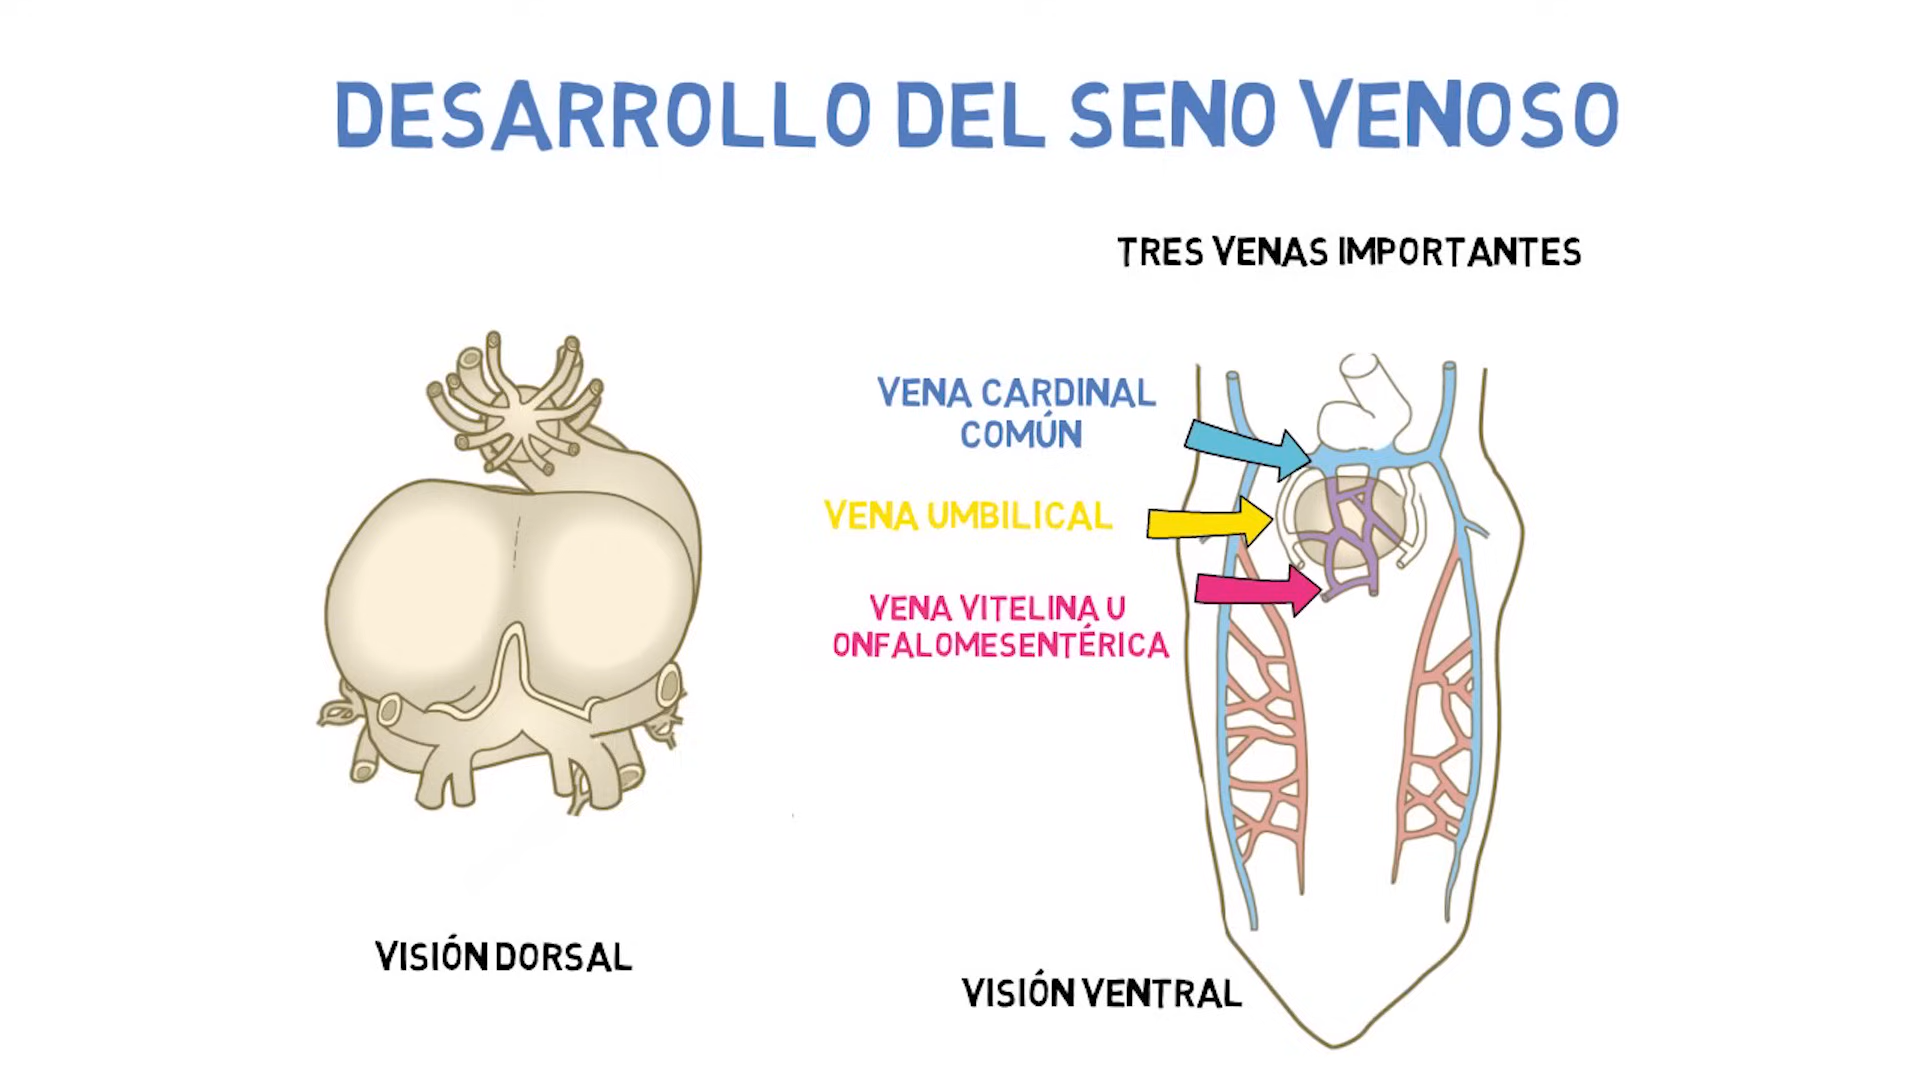 DESARROLLO DEL SENO VENOSO
TRES VENAS IMPORTANTES
VENA CARDINAL
COMÚN
VENA UMBILICAL
VENA VITELINA U
ONFALOMESENTÉRICA
VISIÓN DORSAL
VISIÓN VENTRAL